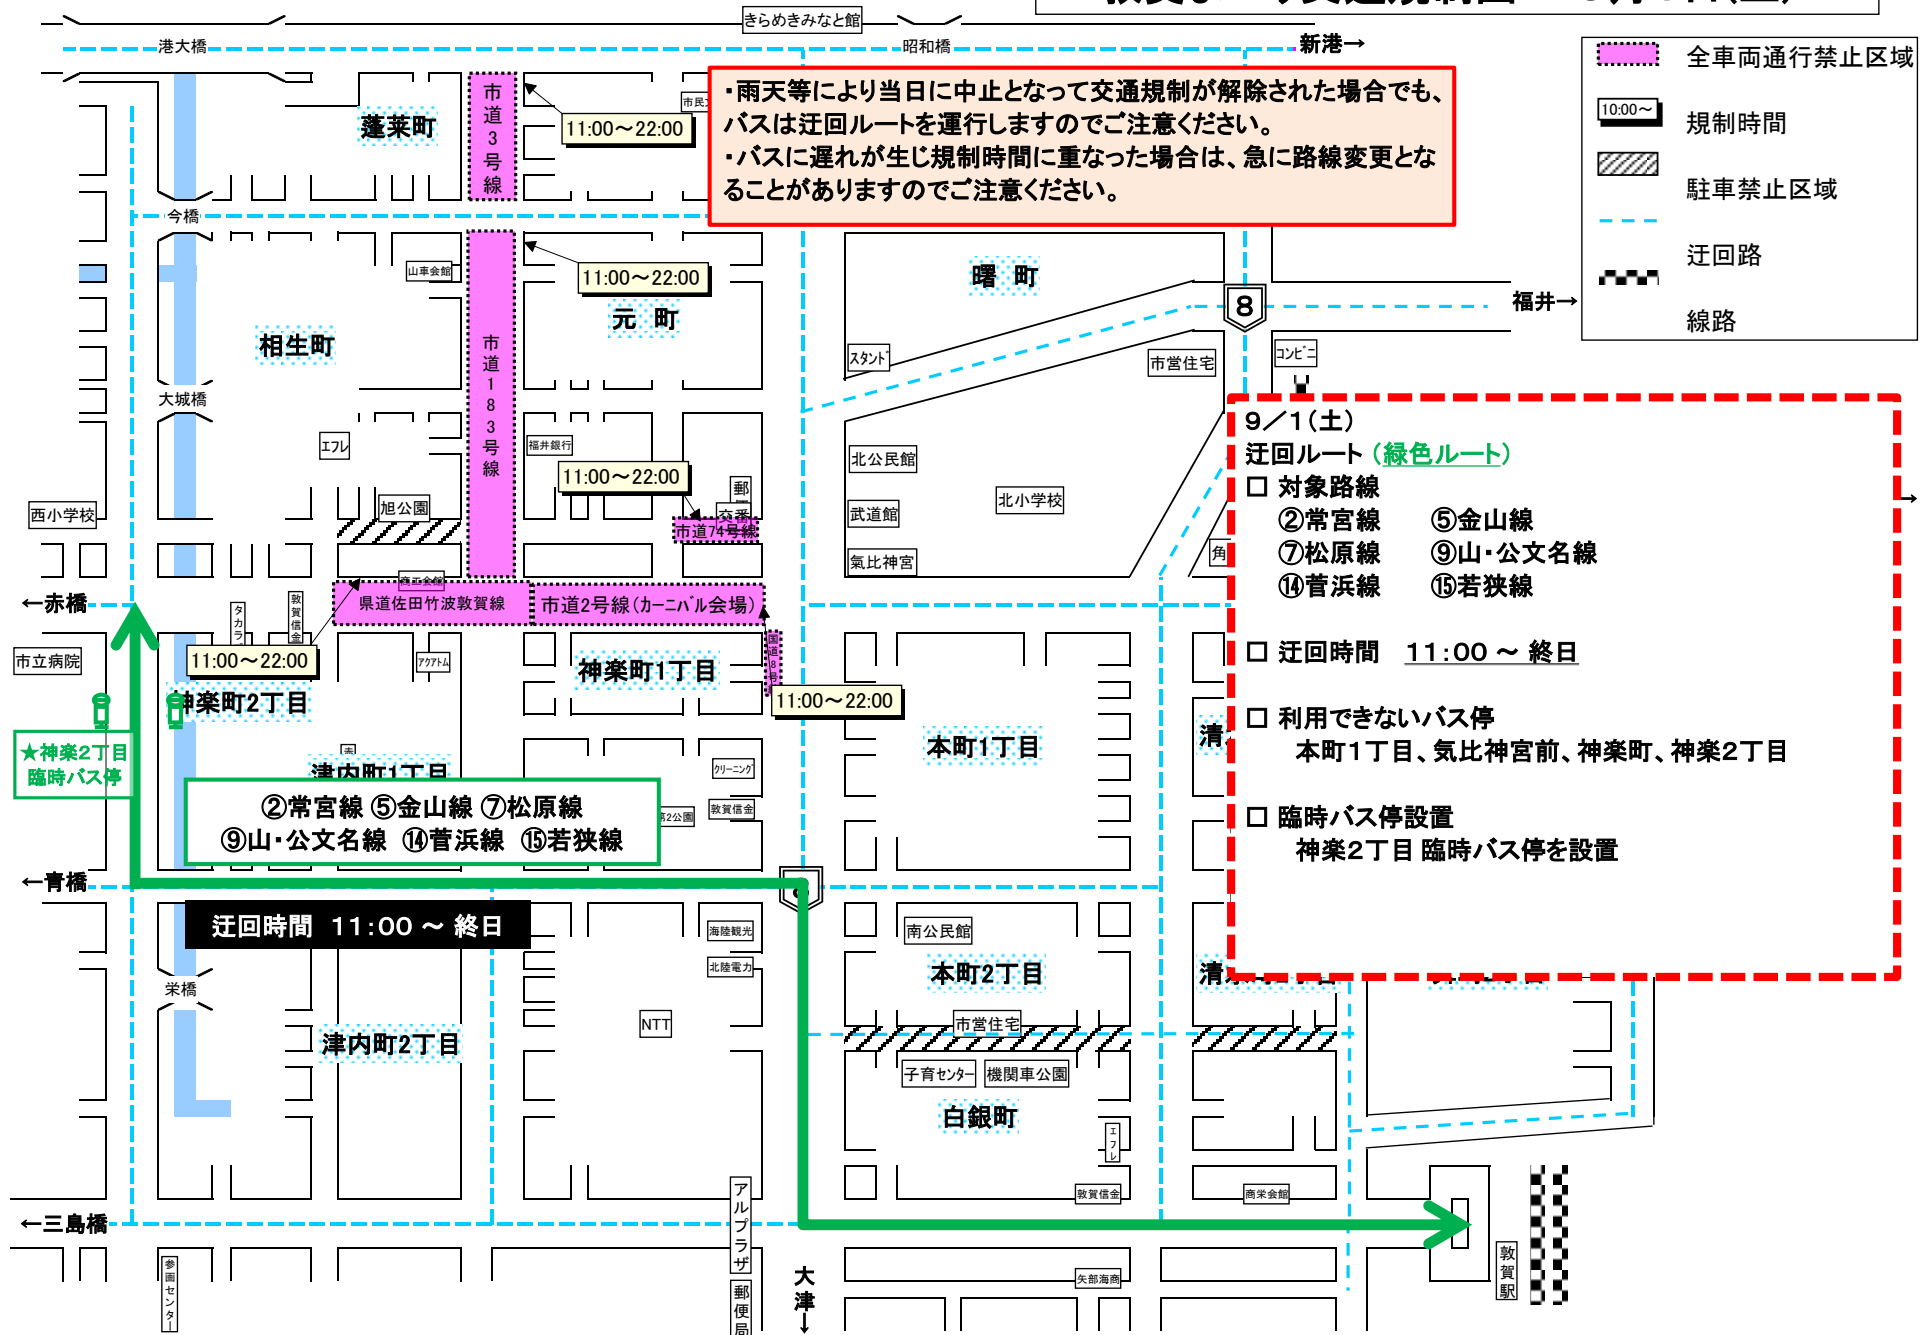 きらめきみなと館
港大橋
昭和橋
新港→
全車両通行禁止区域
10:00～
規制時間
駐車禁止区域
迂回路
線路
・雨天等により当日に中止となって交通規制が解除された場合でも、
バスは迂回ルートを運行しますのでご注意ください。
・バスに遅れが生じ規制時間に重なった場合は、急に路線変更とな
ることがありますのでご注意ください。
市道3号線
11:00～22:00
蓬莱町
今橋
山車会館
市道183号線
11:00～22:00
元 町
曙 町
8
福井→
相生町
スタンド
市営住宅
コンビニ
大城橋
エフレ
福井銀行
11:00～22:00
北公民館
北小学校
武道館
氣比神宮
角
西小学校
旭公園
交番
市道74号線
商工会館
←赤橋
タカラ
敦賀信金
県道佐田竹波敦賀線
市道2号線(カーニバル会場)
国道8号
市立病院
11:00～22:00
アクアトム
神楽町1丁目
神楽町2丁目
11:00～22:00
本町1丁目
★神楽2丁目
臨時バス停
津内町1丁目
クリーニング
敦賀信金
第2公園
②常宮線 ⑤金山線 ⑦松原線
⑨山・公文名線 ⑭菅浜線 ⑮若狭線
9／1(土)
迂回ルート (緑色ルート)
□ 対象路線
②常宮線 ⑤金山線
⑦松原線 ⑨山・公文名線
⑭菅浜線 ⑮若狭線
□ 迂回時間 11:00 ～ 終日
□ 利用できないバス停
本町1丁目、気比神宮前、神楽町、神楽2丁目
□ 臨時バス停設置
神楽2丁目 臨時バス停を設置
←青橋
迂回時間 11:00 ～ 終日
海陸観光
北陸電力
南公民館
本町2丁目
栄橋
津内町2丁目
NTT
市営住宅
子育センター
機関車公園
白銀町
エフレ
敦賀信金
商栄会館
←三島橋
アルプラザ
郵便局
参画センター
大津↓
矢部海商
敦賀駅